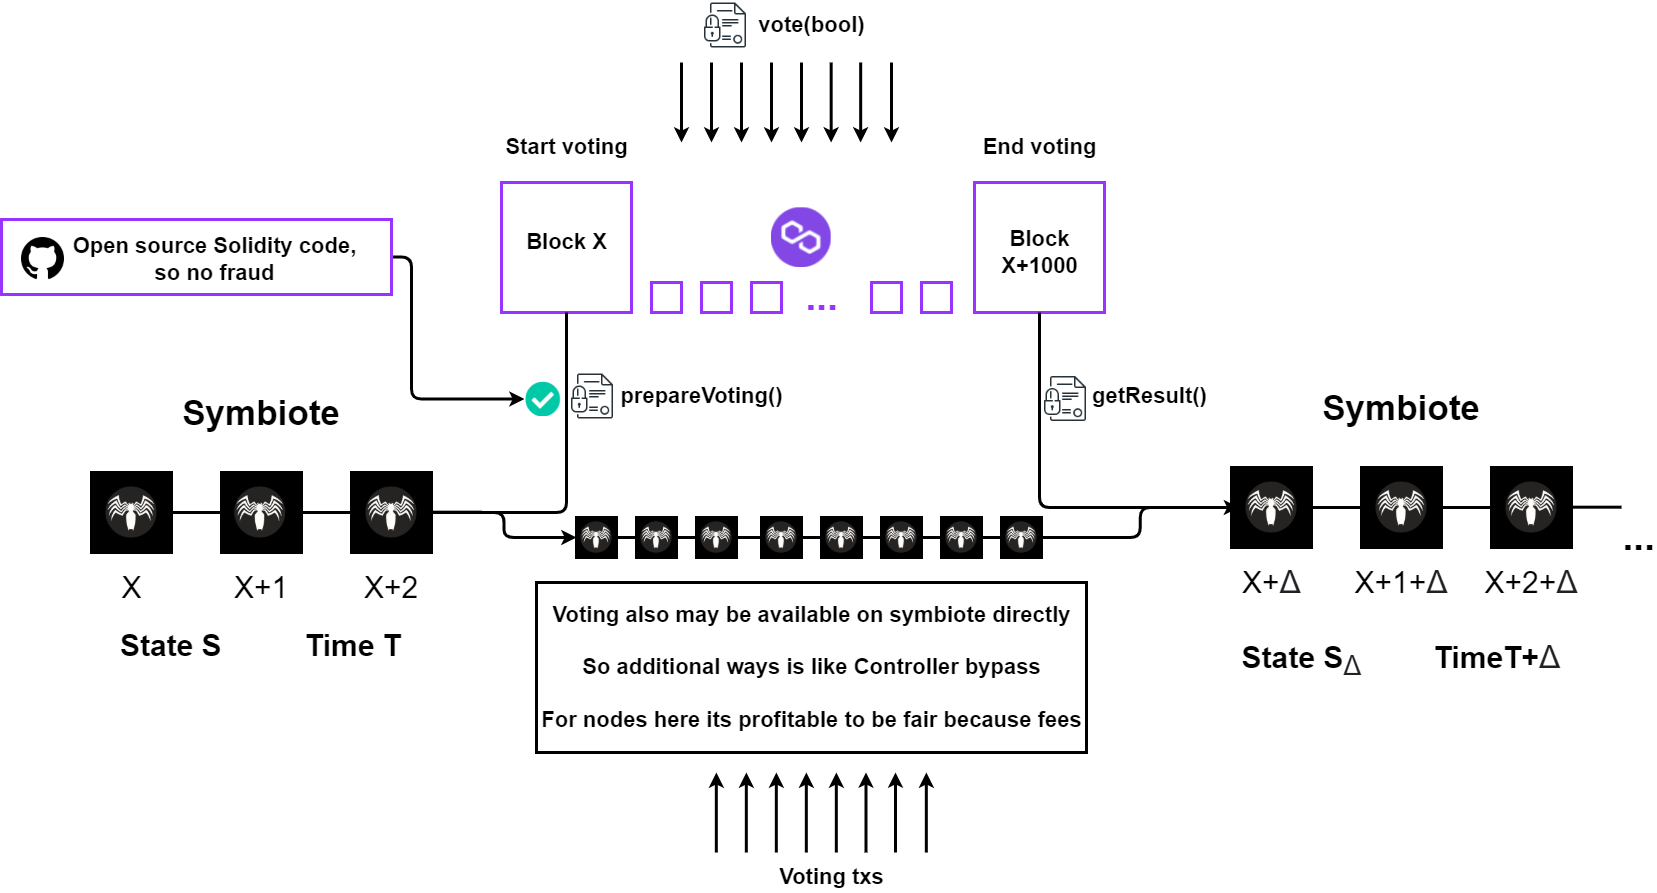 vote(bool)
Start voting
End voting
Block X
Block
X+1000
Open source Solidity code,
so no fraud
...
prepareVoting()
getResult()
Symbiote
Symbiote
X
X+1
X+2
X+Δ
X+1+Δ
X+2+Δ
...
State S
Time T
State SΔ
TimeT+Δ
Voting also may be available on symbiote directly
So additional ways is like Controller bypass
For nodes here its profitable to be fair because fees
Voting txs